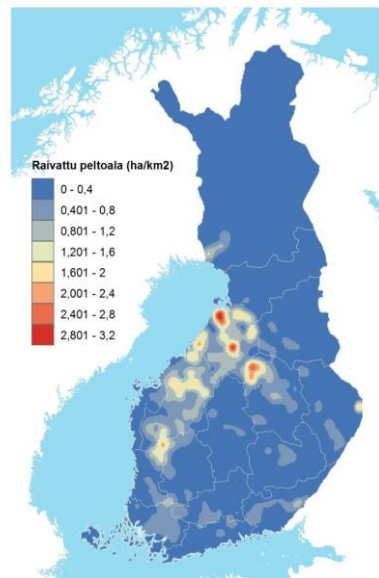 Raivattu peltoala (ha/km2)
0 - 0,4
0,401 - 0,8
0,801 - 1,2
1,201 - 1,6
1,601 - 2
2,001 - 2,4
2,401 - 2,8
2,801 - 3,2